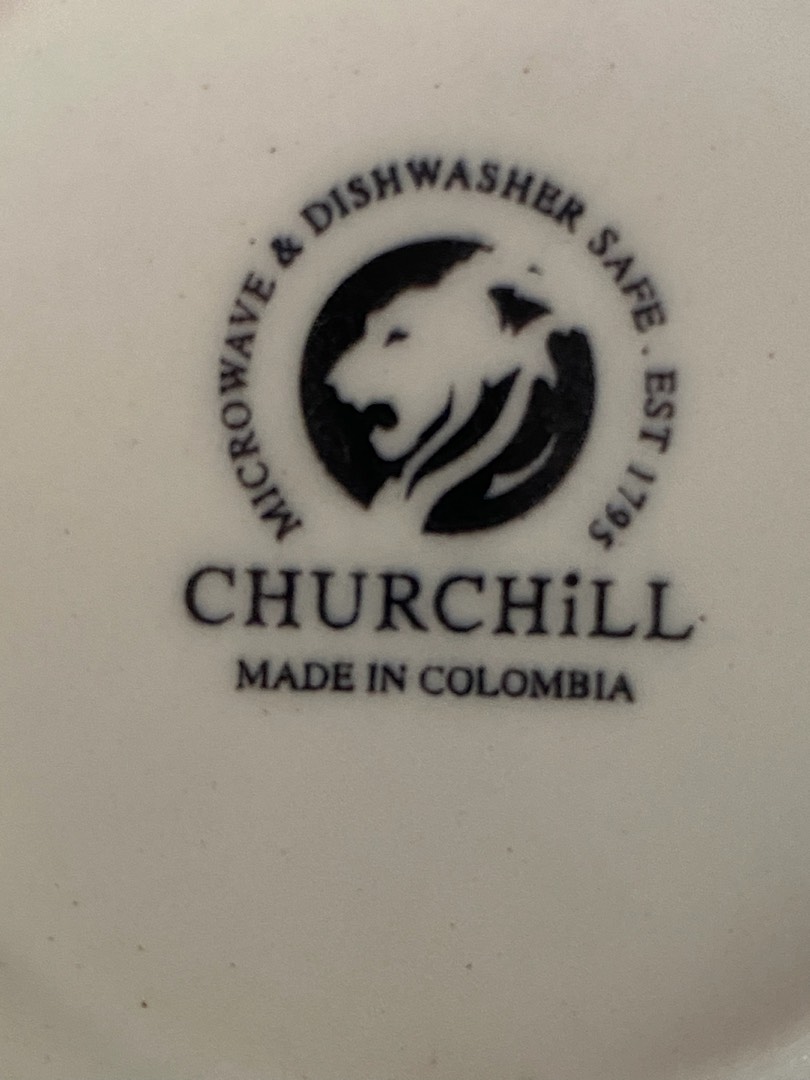 MICROWAVE & DISHWASHER SAFE . EST 1795
CHURCHiLL
MADE IN COLOMBIA